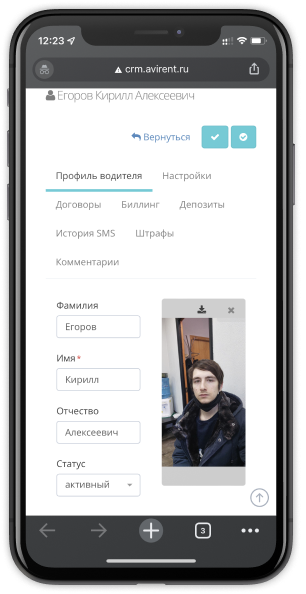 12:23
crm.avirent.ru
Егоров Кирилл Алексеевич
Вернуться
Профиль водителя Настройки
Договоры Биллинг Депозиты
История SMS Штрафы
Комментарии
Фамилия
Егоров
Имя *
Кирилл
Отчество
Алексеевич
Статус
активный
3